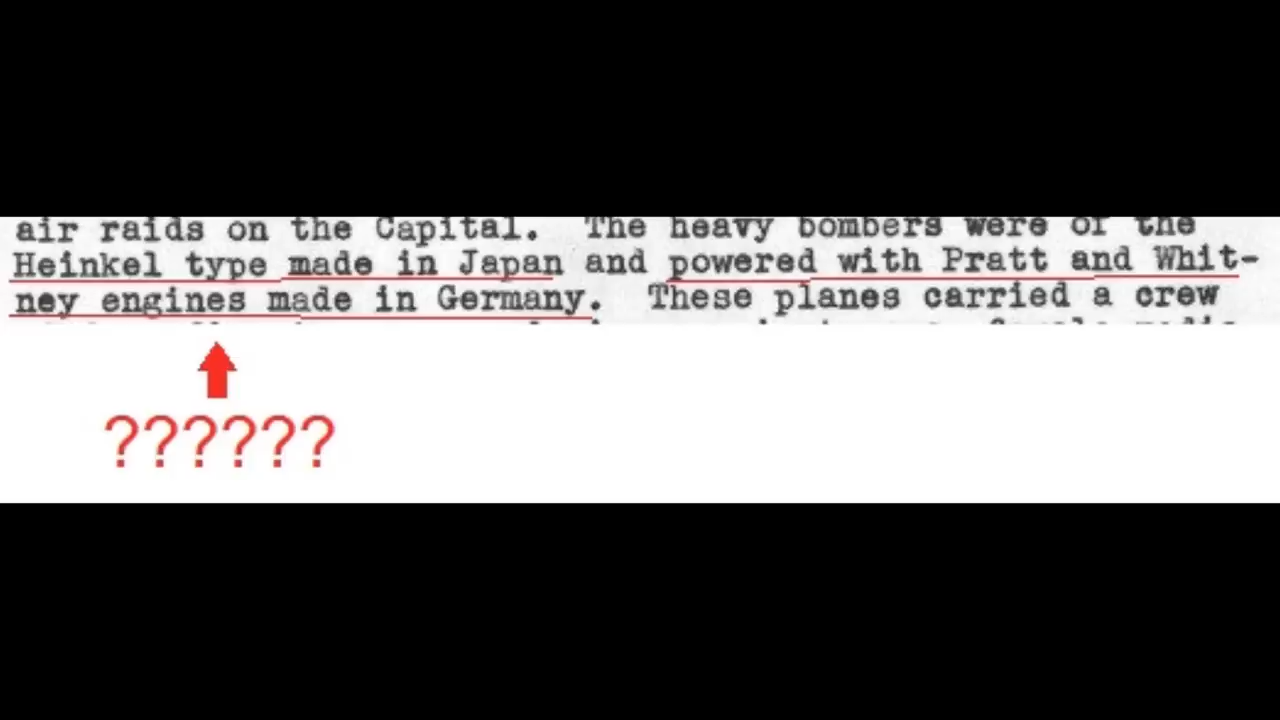 air raids on the Capital. The heavy bombers were of the
Heinkel type made in Japan and powered with Pratt and Whit-
ney engines made in Germany. These planes carried a crew
??????